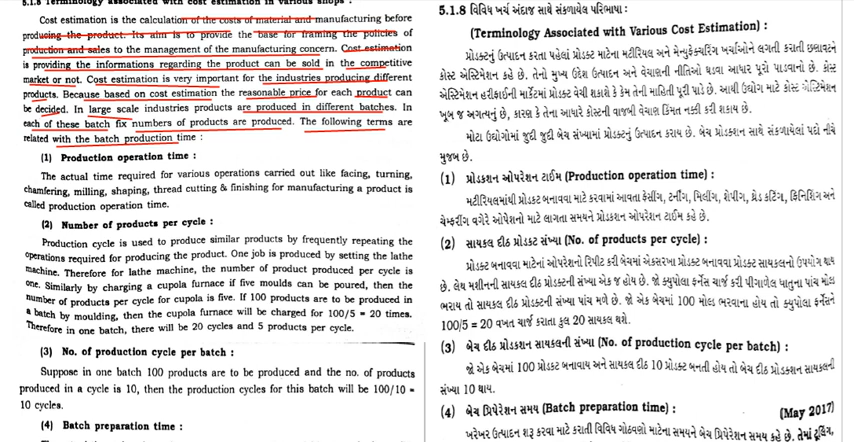 5.1.8 Terminology associated with cost estimation in various shops :
Cost estimation is the calculation of the costs of material and manufacturing before
producing the product. Its aim is to provide the base for framing the policies of
production and sales to the management of the manufacturing concern. Cost estimation
is providing the informations regarding the product can be sold in the competitive
market or not. Cost estimation is very important for the industries producing different
products. Because based on cost estimation the reasonable price for each product can
be decided. In large scale industries products are produced in different batches. In
each of these batch fix numbers of products are produced. The following terms are
related with the batch production time :
(1) Production operation time :
The actual time required for various operations carried out like facing, turning,
chamfering, milling, shaping, thread cutting & finishing for manufacturing a product is
called production operation time.
(2) Number of products per cycle :
Production cycle is used to produce similar products by frequently repeating the
operations required for producing the product. One job is produced by setting the lathe
machine. Therefore for lathe machine, the number of product produced per cycle is
one. Similarly by charging a cupola furnace if five moulds can be poured, then the
number of products per cycle for cupola is five. If 100 products are to be produced in
a batch by moulding, then the cupola furnace will be charged for 100/5 = 20 times.
Therefore in one batch, there will be 20 cycles and 5 products per cycle.
(3) No. of production cycle per batch :
Suppose in one batch 100 products are to be produced and the no. of products
produced in a cycle is 10, then the production cycles for this batch will be 100/10 =
10 cycles.
(4) Batch preparation time :
5.1.8 વિવિધ ખર્ચ અંદાજ સાથે સંકળાયેલ પરિભાષા :
(Terminology Associated with Various Cost Estimation) :
પ્રોડક્ટનું ઉત્પાદન કરતા પહેલાં પ્રોડક્ટ માટેના મટીરિયલ અને મેન્યુફેક્ચરિંગ ખર્ચાઓને લગતી કરાતી છણાવટને
કોસ્ટ એસ્ટિમેશન કહે છે. તેનો મુખ્ય ઉદ્દેશ ઉત્પાદન અને વેચાણની નીતિઓ ઘડવા આધાર પૂરો પાડવાનો છે. કોસ્ટ
એસ્ટિમેશન હરીફાઈની માર્કેટમાં પ્રોડક્ટ વેચી શકાશે કે કેમ તેની માહિતી પૂરી પાડે છે. આથી ઉદ્યોગ માટે કોસ્ટ એસ્ટિમેશન
ખૂબ જ અગત્યનું છે, કારણ કે તેના આધારે કોસ્ટની વાજબી વેચાણ કિંમત નક્કી કરી શકાય છે.
મોટા ઉદ્યોગોમાં જુદી જુદી બેચ સંખ્યામાં પ્રોડક્ટનું ઉત્પાદન કરાય છે. બેચ પ્રોડક્શન સાથે સંકળાયેલાં પદો નીચે
મુજબ છે.
(1) પ્રોડક્શન ઓપરેશન ટાઈમ (Production operation time) :
મટીરિયલમાંથી પ્રોડક્ટ બનાવવા માટે કરવામાં આવતા ફેસીંગ, ટર્નીંગ, મિલીંગ, શેપીંગ, થ્રેડ કટિંગ, ફિનિશિંગ અને
ચેમ્ફરીંગ વગેરે ઓપેશનો માટે લાગતા સમયને પ્રોડક્શન ઓપરેશન ટાઈમ કહે છે.
(2) સાયકલ દીઠ પ્રોડક્ટ સંખ્યા (No. of products per cycle) :
પ્રોડક્ટ બનાવવા માટેનાં ઓપરેશનો રિપીટ કરી બેચમાં એકસરખા પ્રોડક્ટ બનાવવા પ્રોડક્ટ સાયકલનો ઉપયોગ થાય
છે. લેથ મશીનની સાયકલ દીઠ પ્રોડક્ટની સંખ્યા એક જ હોય છે. જો ક્યુપોલા ફર્નેસ ચાર્જ કરી પીગાળેલ ધાતુના પાંચ મોલ્ડ
ભરાય તો સાયકલ દીઠ પ્રોડક્ટની સંખ્યા પાંચ મળે છે. જો એક બેચમાં 100 મોલ્ડ ભરવાના હોય તો ક્યુપોલા ફર્નેસને
100/5 = 20 વખત ચાર્જ કરાતા કુલ 20 સાયકલ થશે.
(3) બેચ દીઠ પ્રોડક્શન સાયકલની સંખ્યા (No. of production cycle per batch) :
જો એક બેચમાં 100 પ્રોડક્ટ બનાવાય અને સાયકલ દીઠ 10 પ્રોડક્ટ બનતી હોય તો બેચ દીઠ પ્રોડક્શન સાયકલની
સંખ્યા 10 થાય.
(4) બેચ પ્રિપેરેશન સમય (Batch preparation time) : (May 2017)
ખરેખર ઉત્પાદન શરૂ કરવા માટે કરાતી વિવિધ ગોઠવણો માટેના સમયને બેચ પ્રિપેરેશન સમય કહે છે. તેમાં ટૂલિંગ,